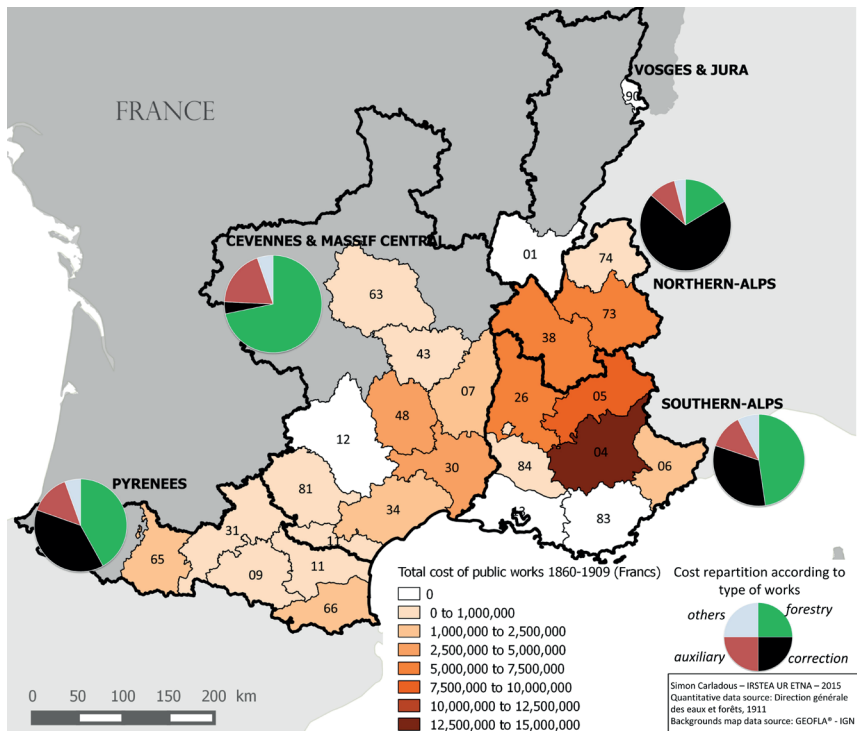 VOSGES & JURA
90
FRANCE
CEVENNES & MASSIF CENTRAL
01
74
NORTHERN-ALPS
63
73
38
43
07
26
05
SOUTHERN-ALPS
48
12
04
30
84
06
PYRENEES
81
34
13
83
31
11
65
09
11
66
Total cost of public works 1860-1909 (Francs)
0
0 to 1,000,000
1,000,000 to 2,500,000
2,500,000 to 5,000,000
5,000,000 to 7,500,000
7,500,000 to 10,000,000
10,000,000 to 12,500,000
12,500,000 to 15,000,000
Cost repartition according to
type of works
others
forestry
auxiliary
correction
0 50 100 150 200 km
Simon Carladous – IRSTEA UR ETNA – 2015
Quantitative data source: Direction générale
des eaux et forêts, 1911
Backgrounds map data source: GEOFLA® - IGN